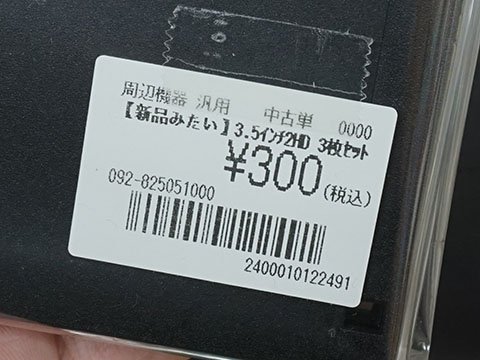 周辺機器 汎用 中古単 0000
【新品みたい】3.5インチ2HD 3枚セット
¥300(税込)
092-825051000
2400010122491